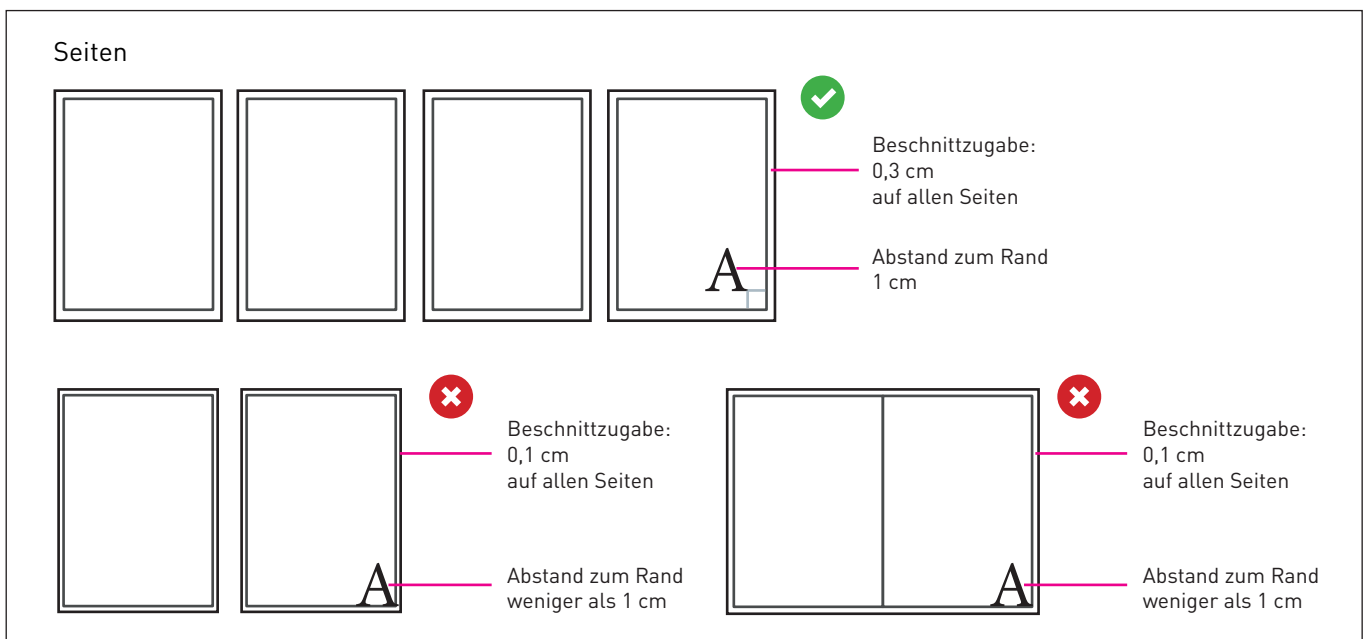 Seiten
Beschnittzugabe:
0,3 cm
auf allen Seiten
A
Abstand zum Rand
1 cm
Beschnittzugabe:
0,1 cm
auf allen Seiten
A
Abstand zum Rand
weniger als 1 cm
Beschnittzugabe:
0,1 cm
auf allen Seiten
A
Abstand zum Rand
weniger als 1 cm